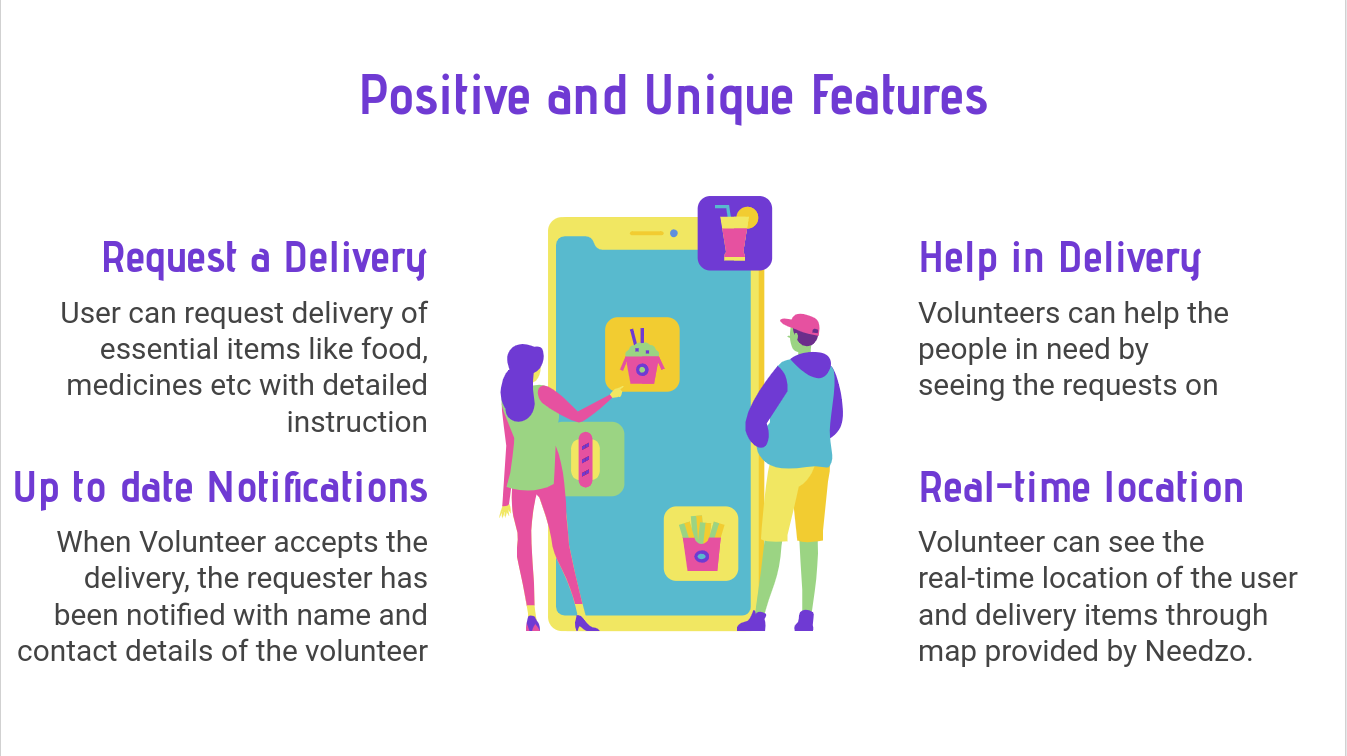 Positive and Unique Features
Request a Delivery
User can request delivery of
essential items like food,
medicines etc with detailed
instruction
Up to date Notifications
When Volunteer accepts the
delivery, the requester has
been notified with name and
contact details of the volunteer
Help in Delivery
Volunteers can help the
people in need by
seeing the requests on
Real-time location
Volunteer can see the
real-time location of the user
and delivery items through
map provided by Needzo.